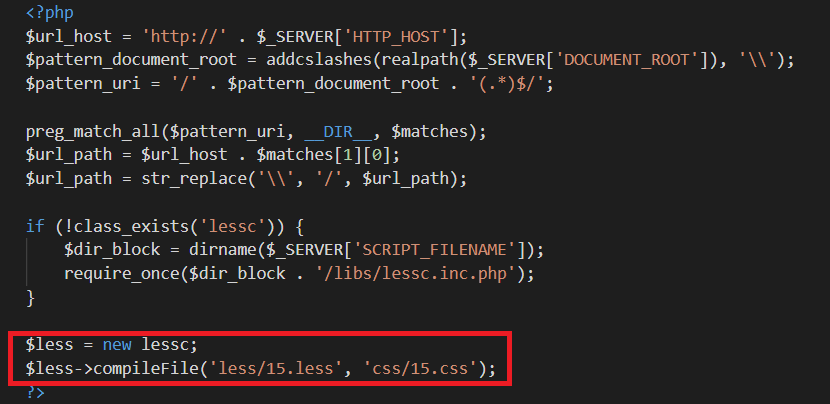 <?php
$url_host = 'http://' . $_SERVER['HTTP_HOST'];
$pattern_document_root = addcslashes(realpath($_SERVER['DOCUMENT_ROOT']), '\\');
$pattern_uri = '/' . $pattern_document_root . '(.*)$/';
preg_match_all($pattern_uri, __DIR__, $matches);
$url_path = $url_host . $matches[1][0];
$url_path = str_replace('\\', '/', $url_path);
if (!class_exists('lessc')) {
    $dir_block = dirname($_SERVER['SCRIPT_FILENAME']);
    require_once($dir_block . '/libs/lessc.inc.php');
}
$less = new lessc;
$less->compileFile('less/15.less', 'css/15.css');
?>